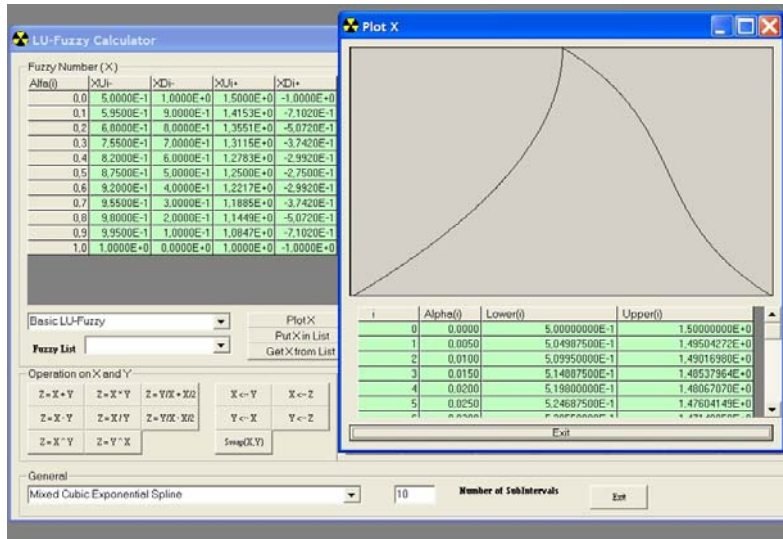 LU-Fuzzy Calculator
Fuzzy Number (X)
Alfa(i) XUi- XDi- XUi+ XDi+
0,0 5,0000E-1 1,0000E+0 1,5000E+0 -1,0000E+0
0,1 5,9500E-1 9,0000E-1 1,4153E+0 -7,1020E-1
0,2 6,8000E-1 8,0000E-1 1,3551E+0 -5,0720E-1
0,3 7,5500E-1 7,0000E-1 1,3115E+0 -3,7420E-1
0,4 8,2000E-1 6,0000E-1 1,2783E+0 -2,9920E-1
0,5 8,7500E-1 5,0000E-1 1,2500E+0 -2,7500E-1
0,6 9,2000E-1 4,0000E-1 1,2217E+0 -2,9920E-1
0,7 9,5500E-1 3,0000E-1 1,1885E+0 -3,7420E-1
0,8 9,8000E-1 2,0000E-1 1,1449E+0 -5,0720E-1
0,9 9,9500E-1 1,0000E-1 1,0847E+0 -7,1020E-1
1,0 1,0000E+0 0,0000E+0 1,0000E+0 -1,0000E+0
Basic LU-Fuzzy
Plot X
Put X in List
Fuzzy List
Get X from List
Operation on X and Y
Z=X+Y Z=X*Y Z=Y/X+X/2 X<-Y X<-Z
Z=X-Y Z=X/Y Z=Y/X-X/2 Y<-X Y<-Z
Z=X^Y Z=Y^X Swap(X,Y)
General
Mixed Cubic Exponential Spline
10
Number of SubIntervals
Exit
Plot X
i Alpha(i) Lower(i) Upper(i)
0 0.0000 5,00000000E-1 1,50000000E+0
1 0.0050 5,04987500E-1 1,49504272E+0
2 0.0100 5,09950000E-1 1,49016980E+0
3 0.0150 5,14887500E-1 1,48537964E+0
4 0.0200 5,19800000E-1 1,48067070E+0
5 0.0250 5,24687500E-1 1,47604149E+0
Exit